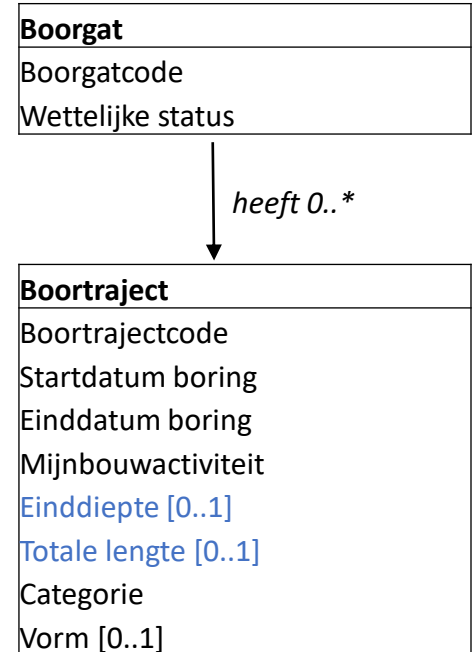 Boorgat
Boorgatcode
Wettelijke status
heeft 0..*
Boortraject
Boortrajectcode
Startdatum boring
Einddatum boring
Mijnbouwactiviteit
Einddiepte [0..1]
Totale lengte [0..1]
Categorie
Vorm [0..1]